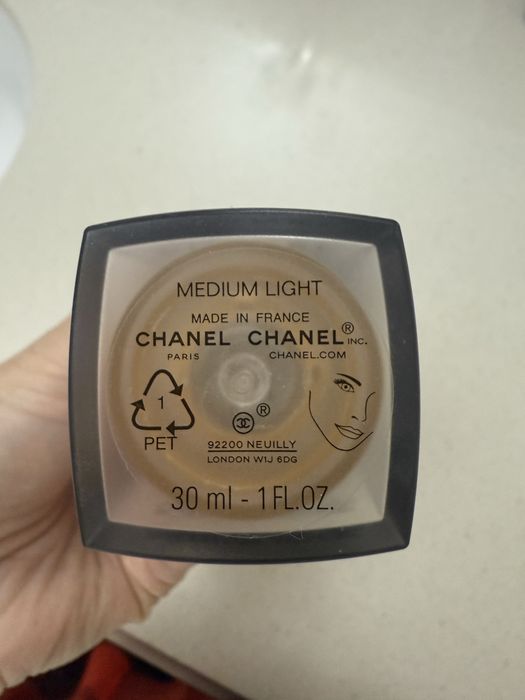 MEDIUM LIGHT
MADE IN FRANCE
CHANEL CHANEL® INC.
PARIS CHANEL.COM
1
PET
®
92200 NEUILLY
LONDON W1J 6DG
30 ml - 1 FL.OZ.